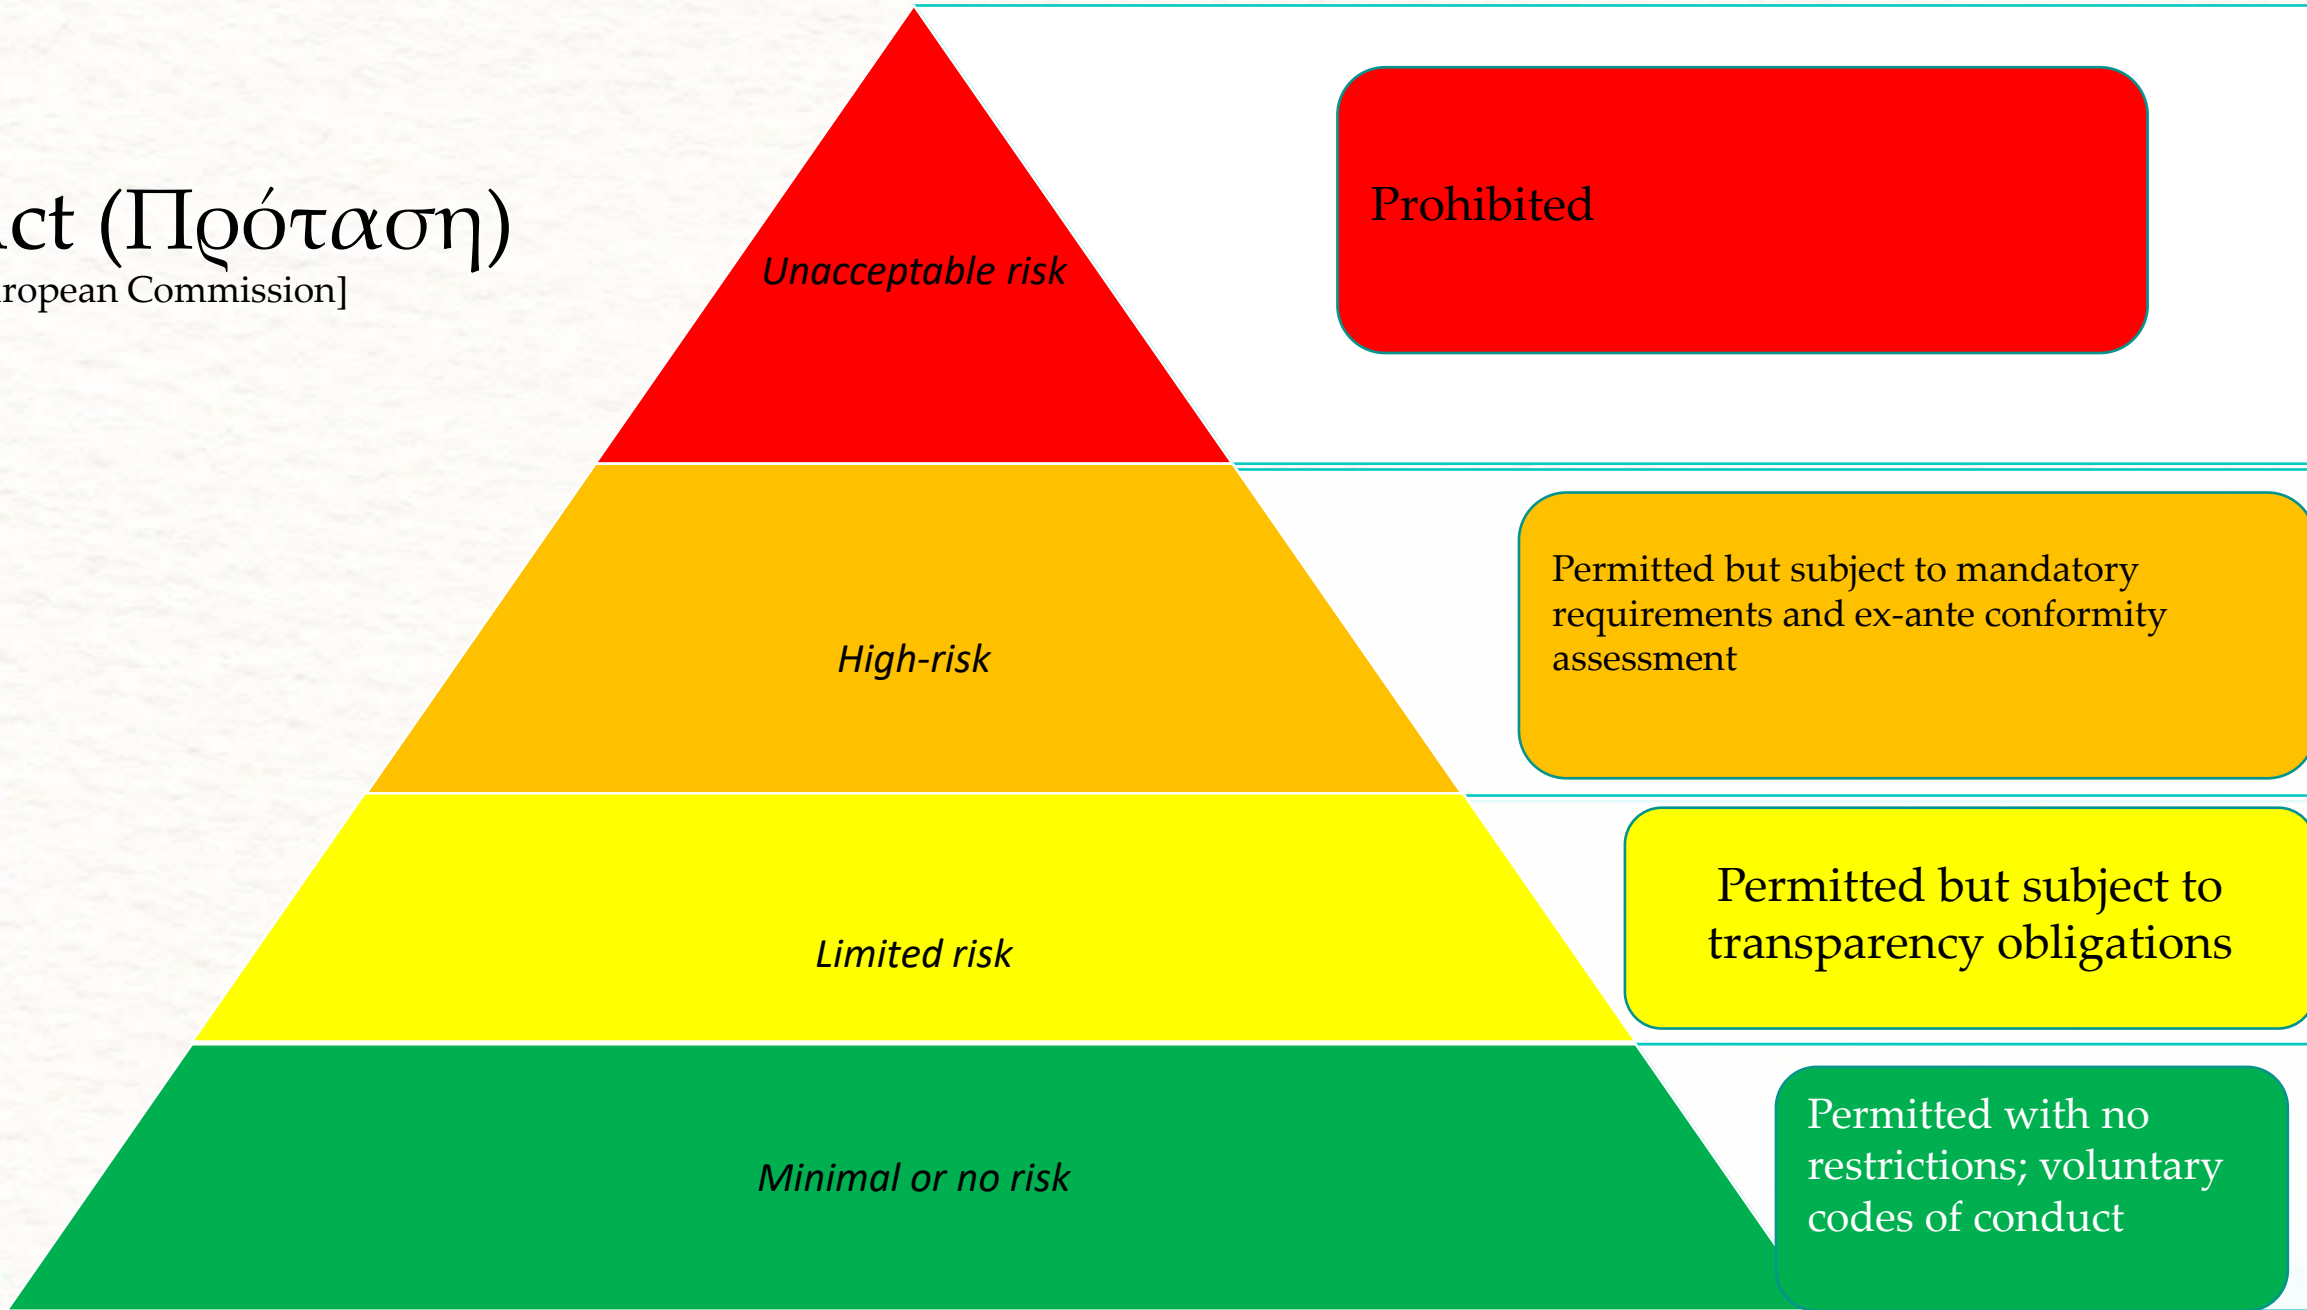 ct (Πρόταση)
ropean Commission]
Unacceptable risk
Prohibited
High-risk
Permitted but subject to mandatory
requirements and ex-ante conformity
assessment
Limited risk
Permitted but subject to
transparency obligations
Minimal or no risk
Permitted with no
restrictions; voluntary
codes of conduct